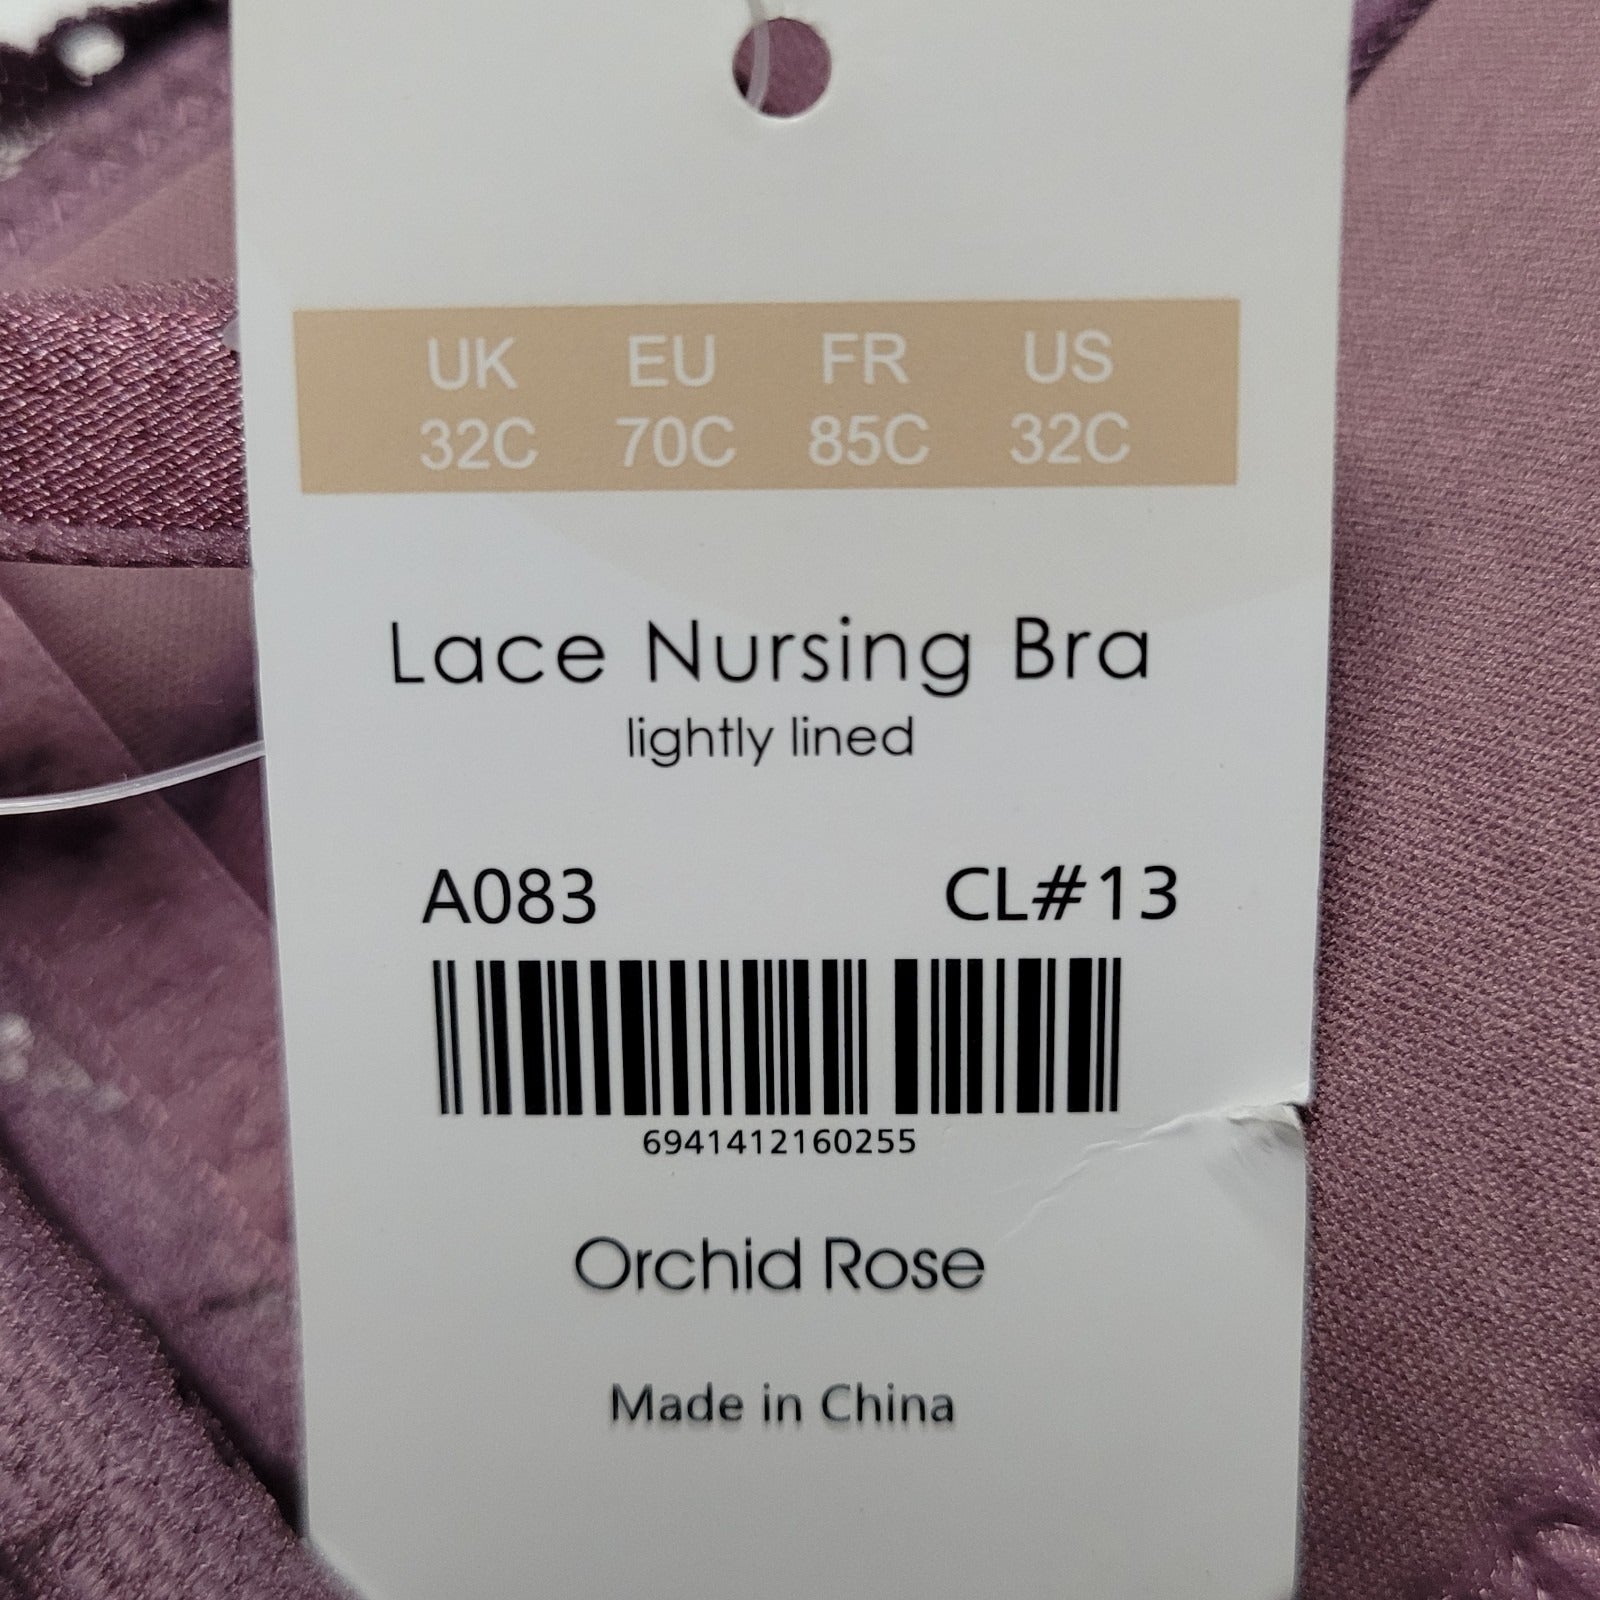 UK EU FR US
32C 70C 85C 32C
Lace Nursing Bra
lightly lined
A083 CL#13
6941412160255
Orchid Rose
Made in China